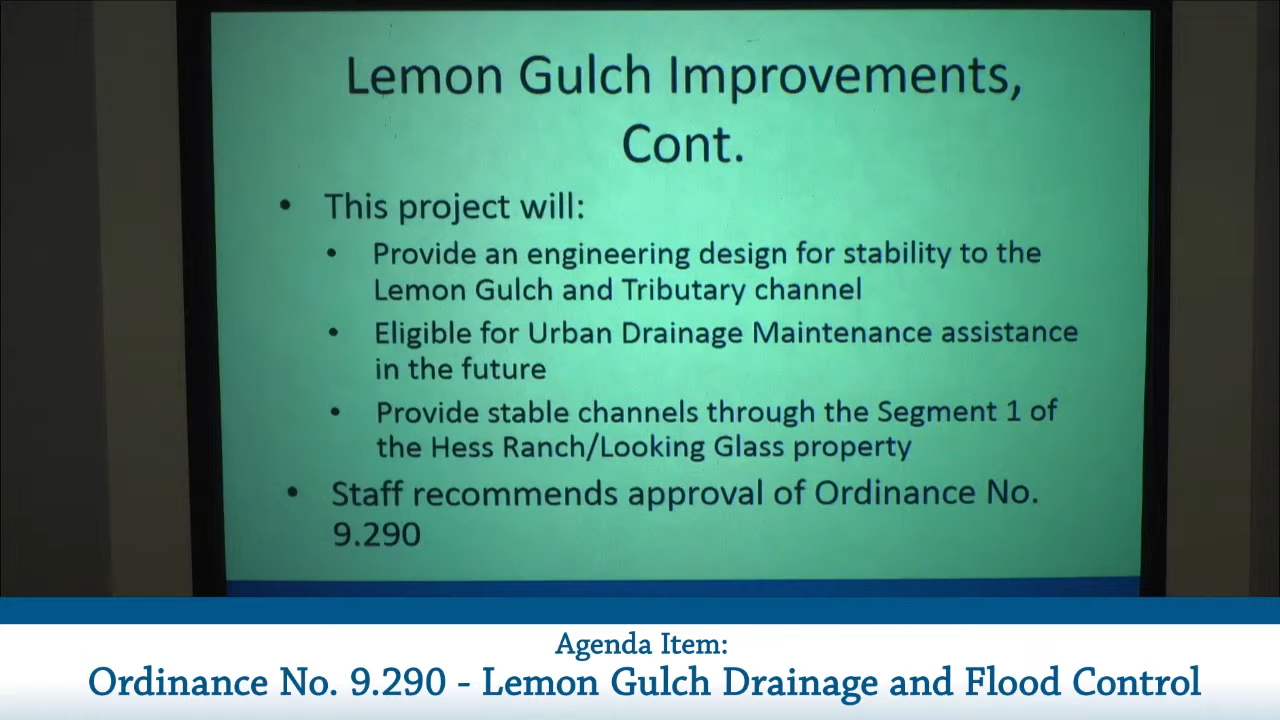 Lemon Gulch Improvements,
Cont.
• This project will:
• Provide an engineering design for stability to the
Lemon Gulch and Tributary channel
• Eligible for Urban Drainage Maintenance assistance
in the future
• Provide stable channels through the Segment 1 of
the Hess Ranch/Looking Glass property
• Staff recommends approval of Ordinance No.
9.290
Agenda Item:
Ordinance No. 9.290 - Lemon Gulch Drainage and Flood Control